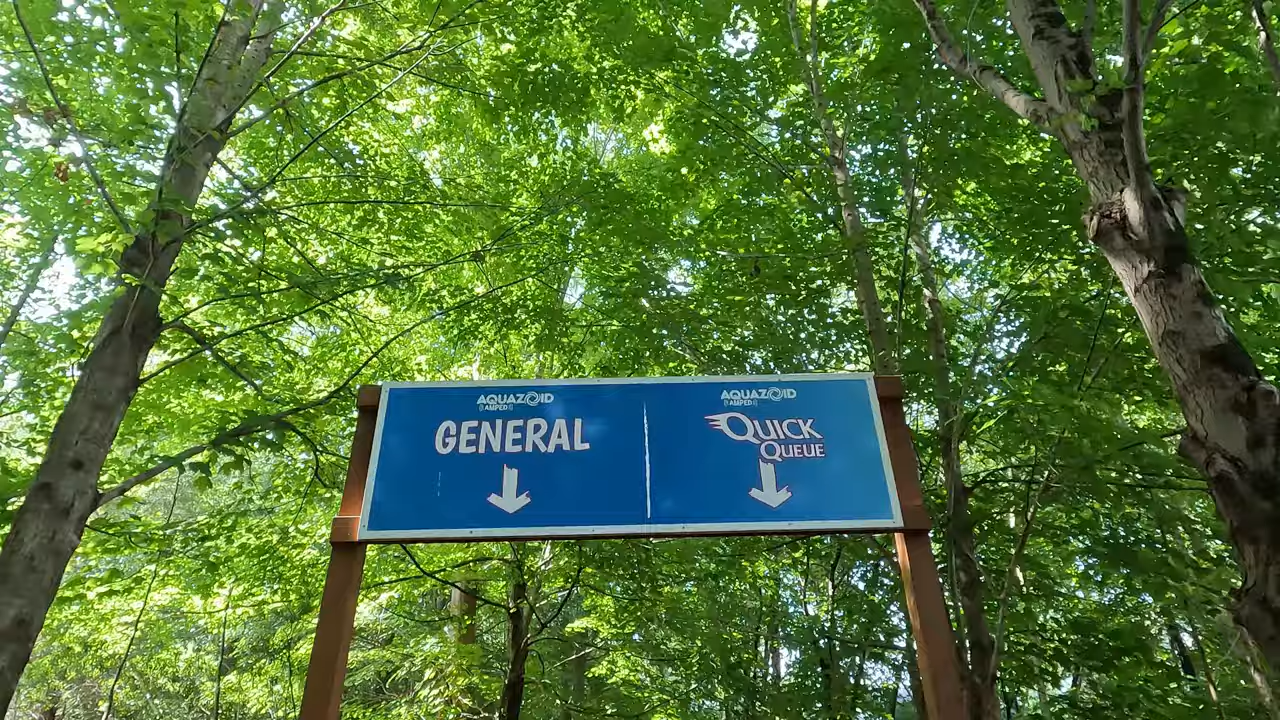 AQUAZOID
AMPED
GENERAL
AQUAZOID
AMPED
QUICK
QUEUE